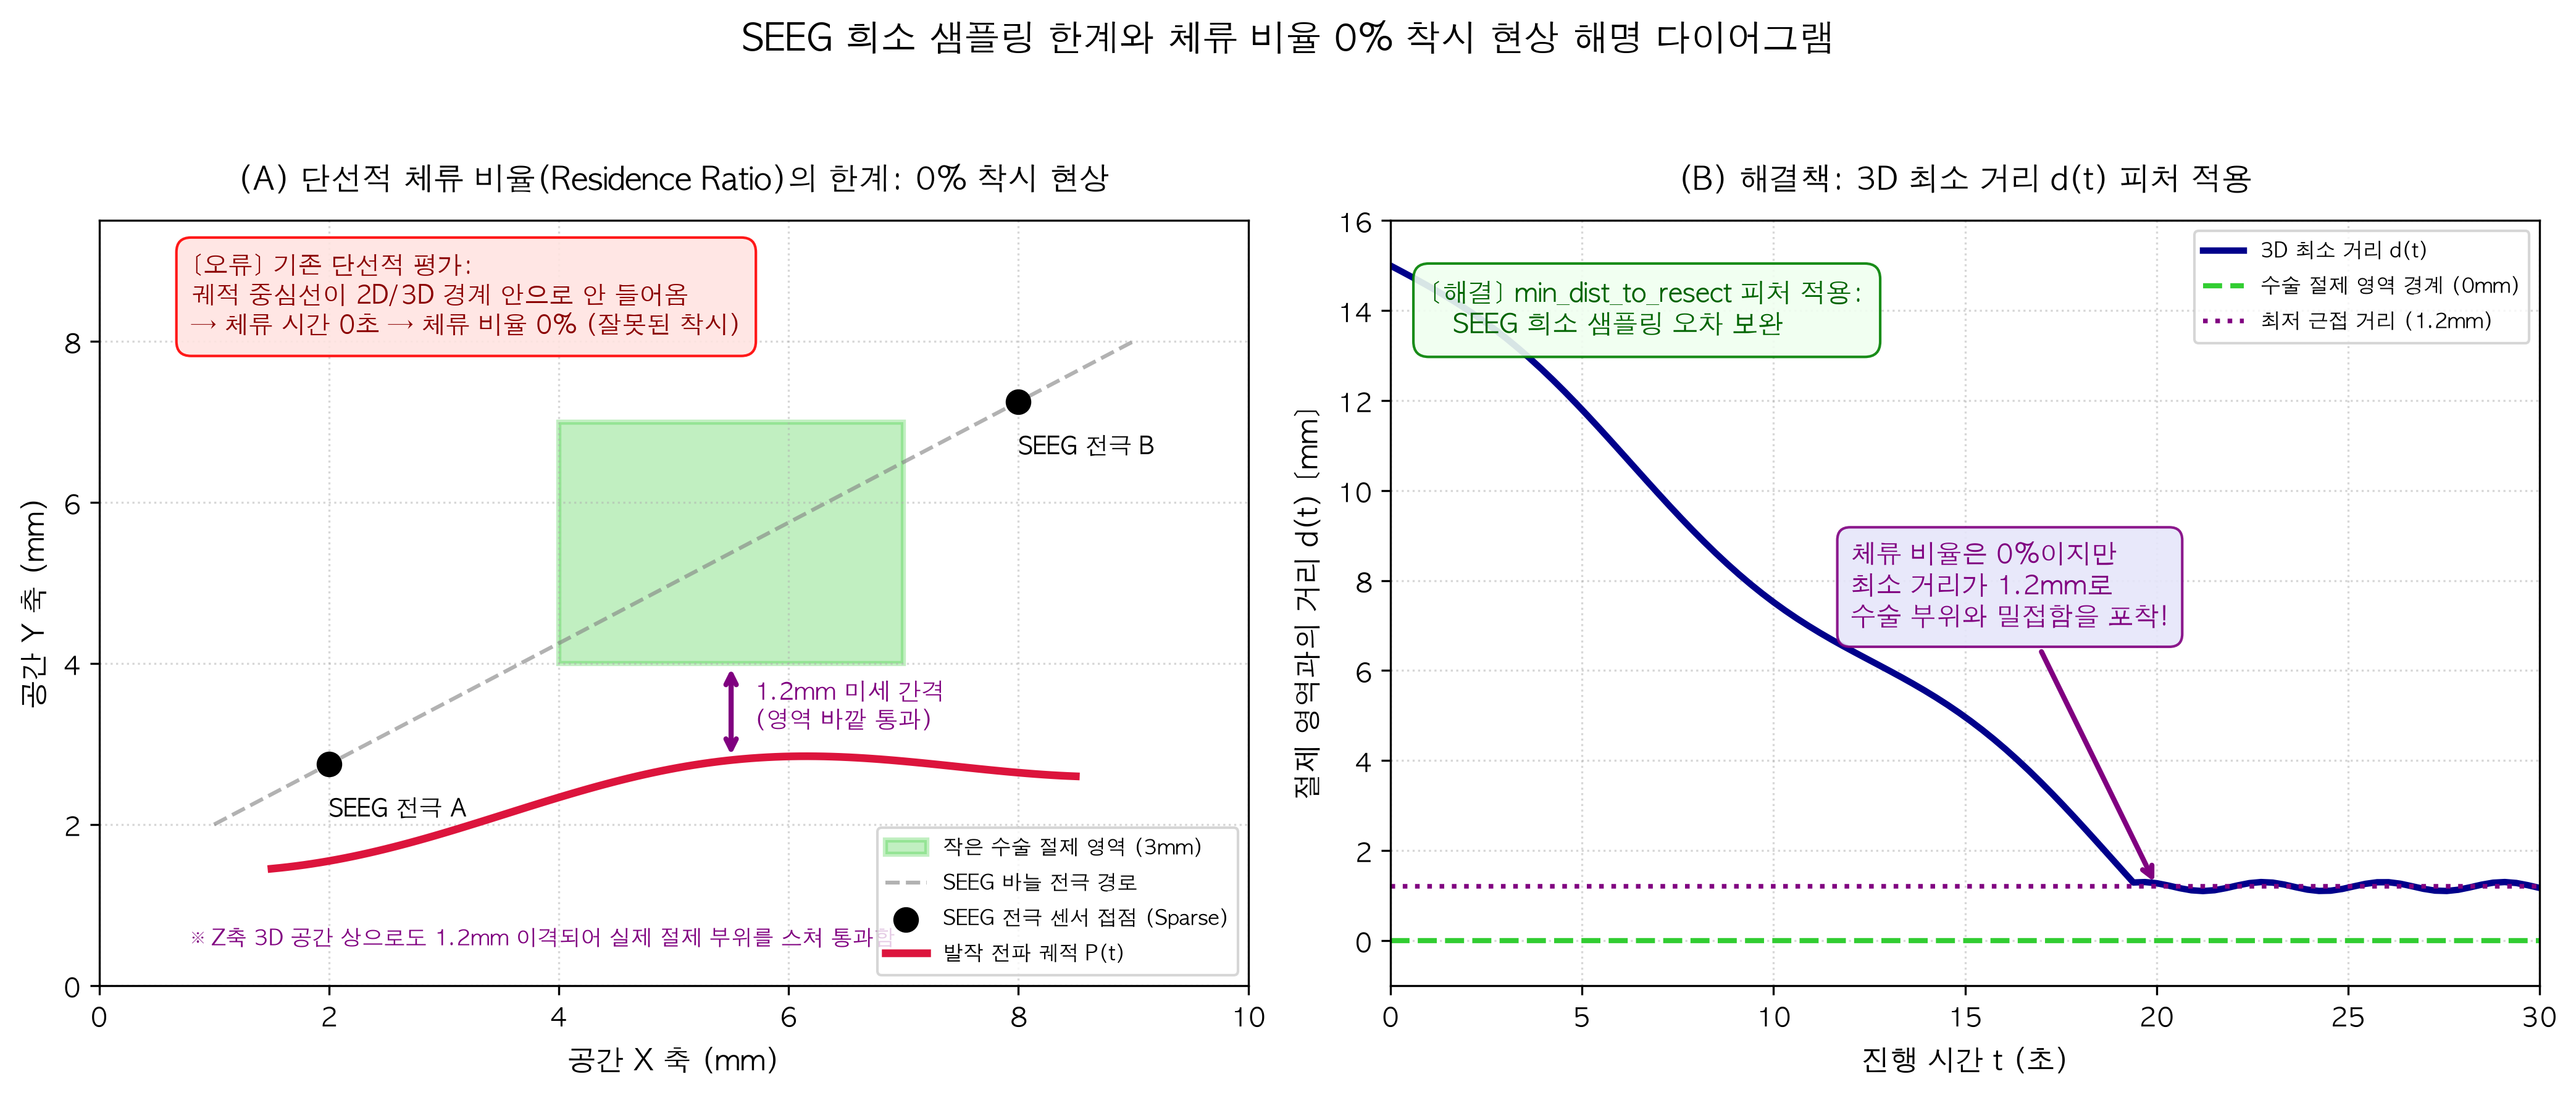 SEEG 희소 샘플링 한계와 체류 비율 0% 착시 현상 해명 다이어그램
(A) 단선적 체류 비율(Residence Ratio)의 한계: 0% 착시 현상
[오류] 기존 단선적 평가:
궤적 중심선이 2D/3D 경계 안으로 안 들어옴
→ 체류 시간 0초 → 체류 비율 0% (잘못된 착시)
SEEG 전극 B
1.2mm 미세 간격
(영역 바깥 통과)
SEEG 전극 A
작은 수술 절제 영역 (3mm)
SEEG 바늘 전극 경로
SEEG 전극 센서 접점 (Sparse)
발작 전파 궤적 P(t)
※ Z축 3D 공간 상으로도 1.2mm 이격되어 실제 절제 부위를 스쳐 통과함
공간 Y 축 (mm)
8
6
4
2
0
0 2 4 6 8 10
공간 X 축 (mm)
(B) 해결책: 3D 최소 거리 d(t) 피처 적용
3D 최소 거리 d(t)
수술 절제 영역 경계 (0mm)
최저 근접 거리 (1.2mm)
[해결] min_dist_to_resect 피처 적용:
SEEG 희소 샘플링 오차 보완
체류 비율은 0%이지만
최소 거리가 1.2mm로
수술 부위와 밀접함을 포착!
절제 영역과의 거리 d(t) [mm]
16
14
12
10
8
6
4
2
0
0 5 10 15 20 25 30
진행 시간 t (초)